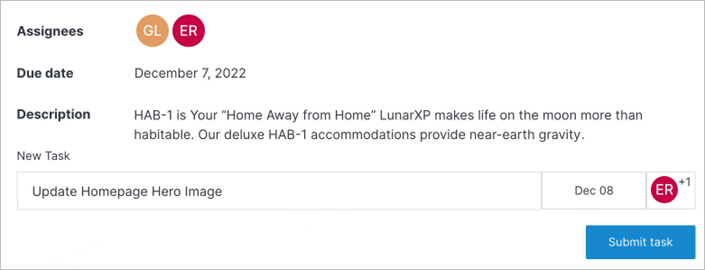 Assignees GL ER
Due date December 7, 2022
Description HAB-1 is Your “Home Away from Home” LunarXP makes life on the moon more than
habitable. Our deluxe HAB-1 accommodations provide near-earth gravity.
New Task
Update Homepage Hero Image Dec 08 ER +1
Submit task